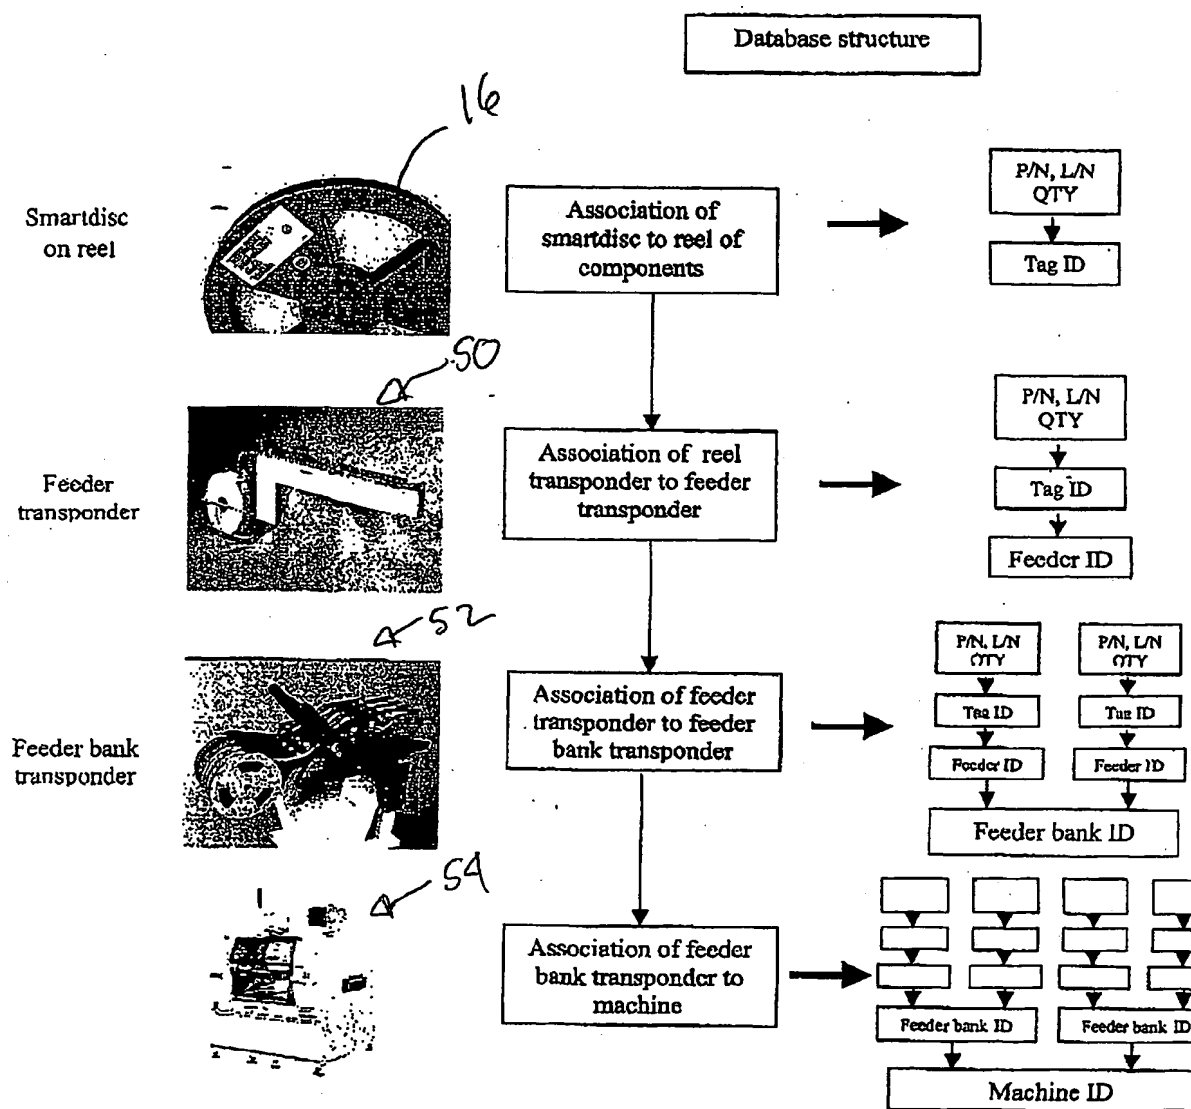 Database structure
16
Smartdisc
on reel
Association of
smartdisc to reel of
components
P/N, L/N
QTY
Tag ID
50
Feeder
transponder
Association of reel
transponder to feeder
transponder
P/N, L/N
QTY
Tag ID
Feeder ID
52
Feeder bank
transponder
Association of feeder
transponder to feeder
bank transponder
P/N, L/N
QTY
Tag ID
Feeder ID
P/N, L/N
QTY
Tag ID
Feeder ID
Feeder bank ID
54
Association of feeder
bank transponder to
machine
Feeder bank ID
Feeder bank ID
Machine ID